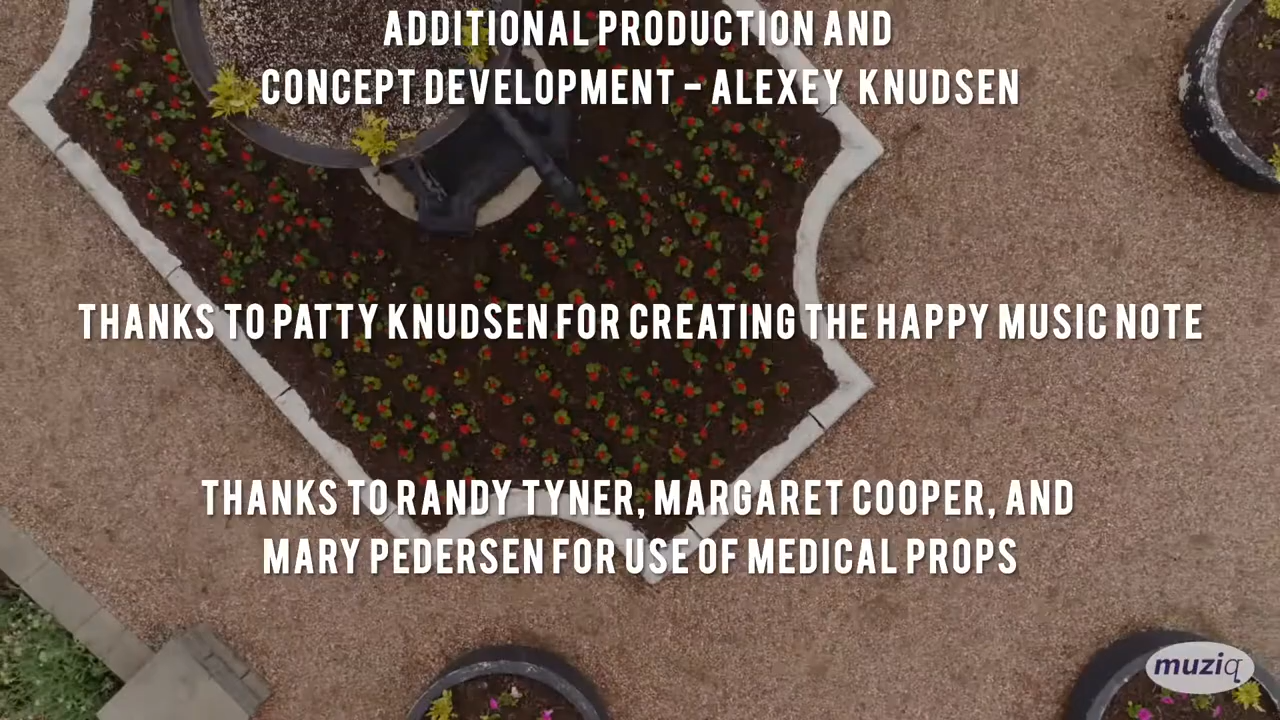 ADDITIONAL PRODUCTION AND
CONCEPT DEVELOPMENT - ALEXEY KNUDSEN
THANKS TO PATTY KNUDSEN FOR CREATING THE HAPPY MUSIC NOTE
THANKS TO RANDY TYNER, MARGARET COOPER, AND
MARY PEDERSEN FOR USE OF MEDICAL PROPS
muziq